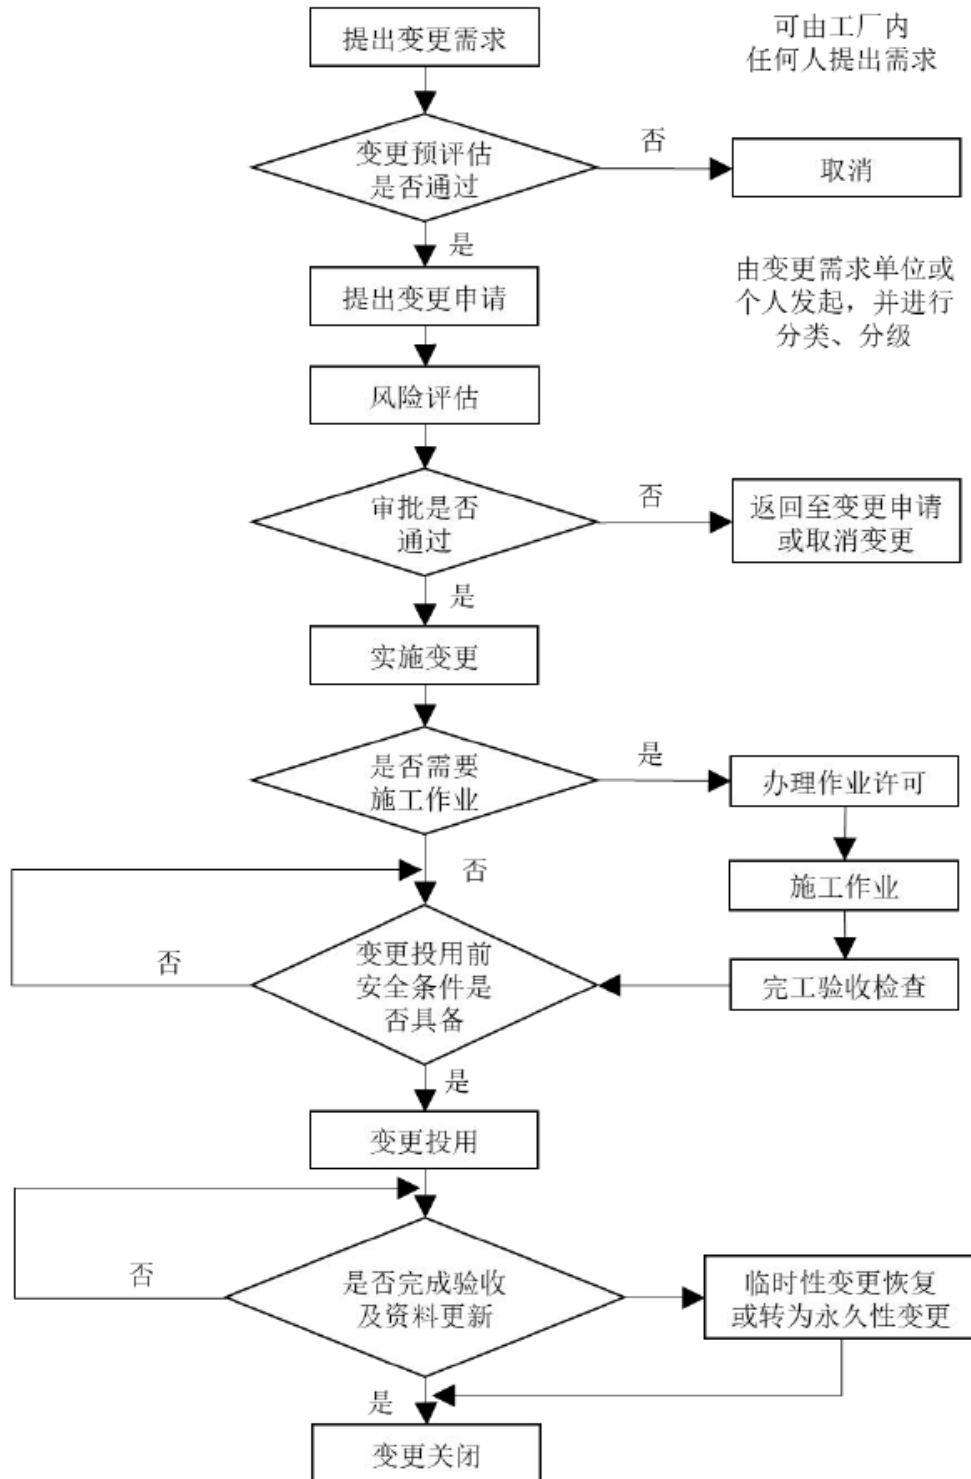 提出变更需求
可由工厂内
任何人提出需求
变更预评估
是否通过
否
取消
是
提出变更申请
由变更需求单位或
个人发起，并进行
分类、分级
风险评估
审批是否
通过
否
返回至变更申请
或取消变更
是
实施变更
是否需要
施工作业
是
办理作业许可
否
施工作业
变更投用前
安全条件是
否具备
否
完工验收检查
是
变更投用
是否完成验收
及资料更新
否
临时性变更恢复
或转为永久性变更
是
变更关闭